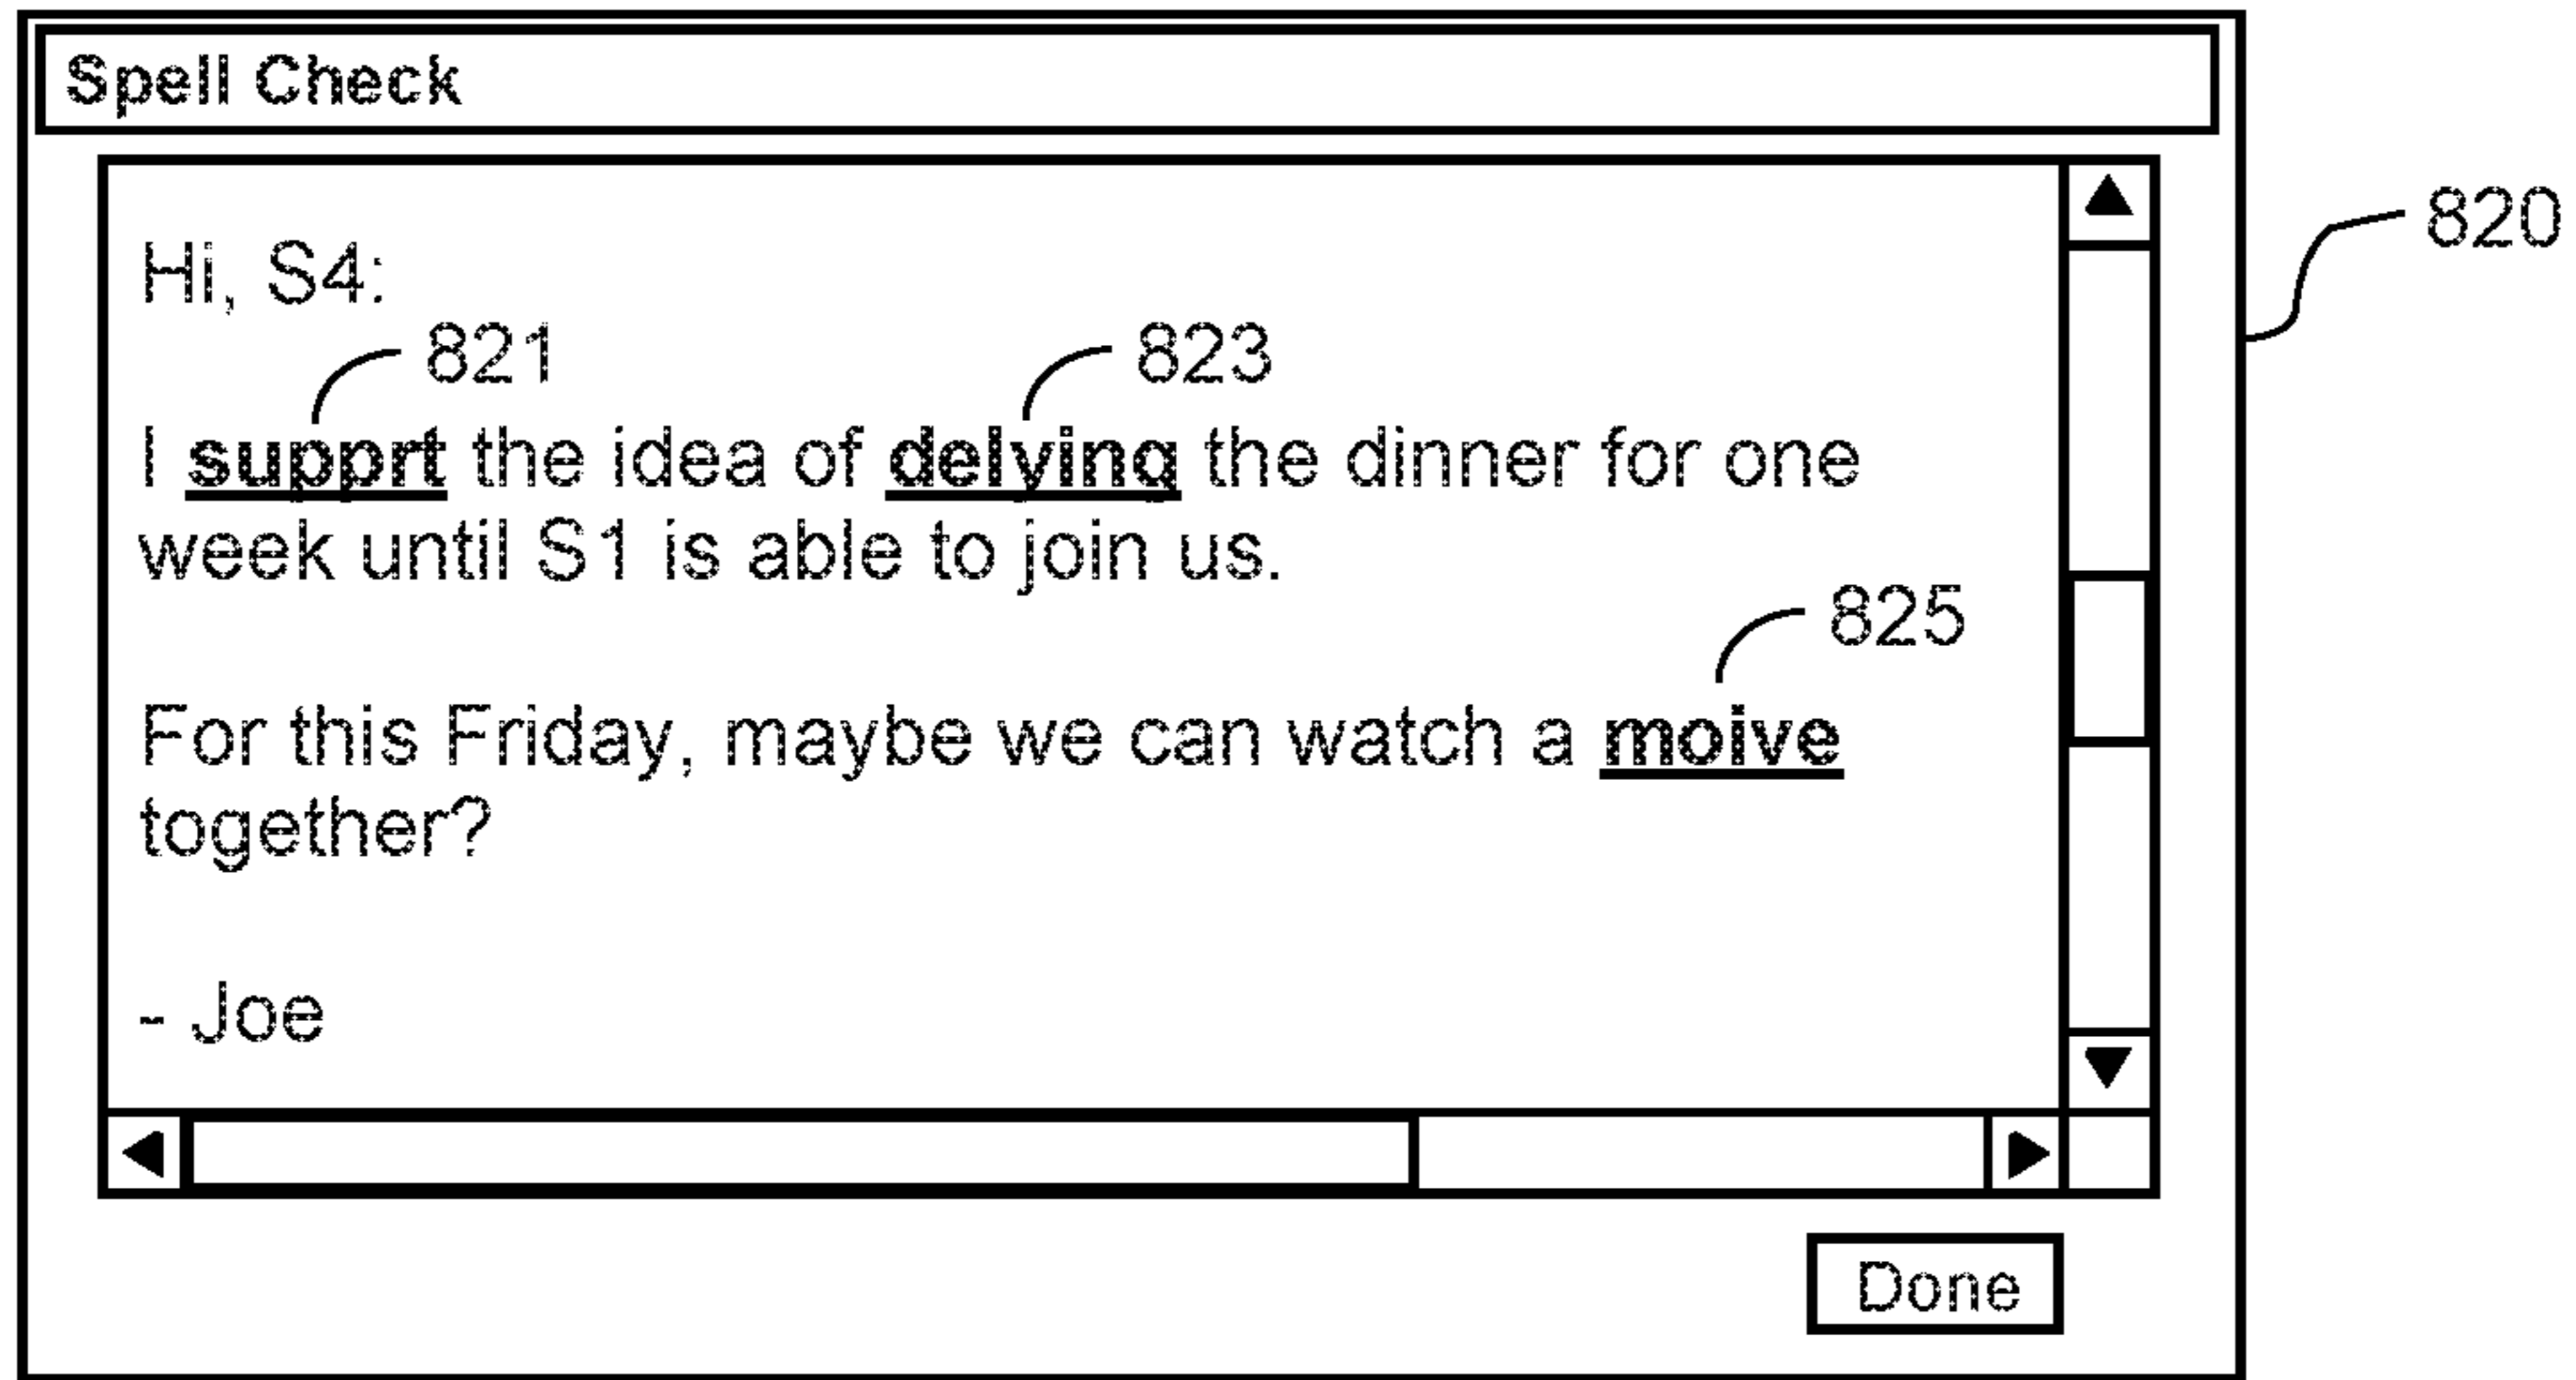 Spell Check
820
Hi, S4:
821 823
I supprt the idea of delying the dinner for one
week until S1 is able to join us.
825
For this Friday, maybe we can watch a moive
together?
- Joe
Done